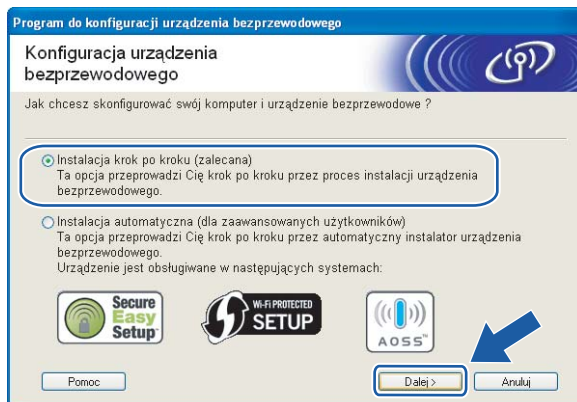 Program do konfiguracji urządzenia bezprzewodowego
Konfiguracja urządzenia
bezprzewodowego
Jak chcesz skonfigurować swój komputer i urządzenie bezprzewodowe ?
Instalacja krok po kroku (zalecana)
Ta opcja przeprowadzi Cię krok po kroku przez proces instalacji urządzenia
bezprzewodowego.
Instalacja automatyczna (dla zaawansowanych użytkowników)
Ta opcja przeprowadzi Cię krok po kroku przez automatyczny instalator urządzenia
bezprzewodowego.
Urządzenie jest obsługiwane w następujących systemach:
Secure
Easy
Setup™
Wi-Fi PROTECTED
SETUP
AOSS™
Pomoc
Dalej >
Anuluj